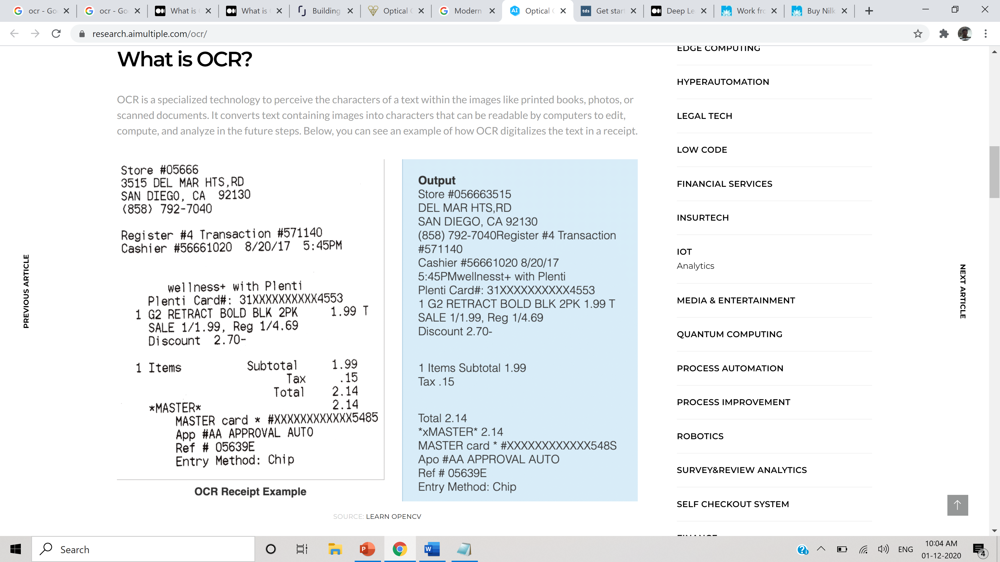 ocr - Go
ocr - Go
What is
What is
Building
Optical
Modern
Optical
Get star
Deep Le
Work fro
Buy Nilk
research.aimultiple.com/ocr/
What is OCR?
OCR is a specialized technology to perceive the characters of a text within the images like printed books, photos, or
scanned documents. It converts text containing images into characters that can be readable by computers to edit,
compute, and analyze in the future steps. Below, you can see an example of how OCR digitalizes the text in a receipt.
Store #05666
3515 DEL MAR HTS,RD
SAN DIEGO, CA 92130
(858) 792-7040
Register #4 Transaction #571140
Cashier #56661020 8/20/17 5:45PM
wellness+ with Plenti
Plenti Card#: 31XXXXXXXXXX4553
1 G2 RETRACT BOLD BLK 2PK 1.99 T
SALE 1/1.99, Reg 1/4.69
Discount 2.70-
1 Items Subtotal 1.99
Tax .15
Total 2.14
*MASTER* 2.14
MASTER card * #XXXXXXXXXXXX5485
App #AA APPROVAL AUTO
Ref # 05639E
Entry Method: Chip
OCR Receipt Example
Output
Store #056663515
DEL MAR HTS,RD
SAN DIEGO, CA 92130
(858) 792-7040Register #4 Transaction
#571140
Cashier #56661020 8/20/17
5:45PMwellnesst+ with Plenti
Plenti Card#: 31XXXXXXXXXX4553
1 G2 RETRACT BOLD BLK 2PK 1.99 T
SALE 1/1.99, Reg 1/4.69
Discount 2.70-
1 Items Subtotal 1.99
Tax .15
Total 2.14
*xMASTER* 2.14
MASTER card * #XXXXXXXXXXXX548S
Apo #AA APPROVAL AUTO
Ref # 05639E
Entry Method: Chip
SOURCE: LEARN OPENCV
PREVIOUS ARTICLE
NEXT ARTICLE
EDGE COMPUTING
HYPERAUTOMATION
LEGAL TECH
LOW CODE
FINANCIAL SERVICES
INSURTECH
IOT
Analytics
MEDIA & ENTERTAINMENT
QUANTUM COMPUTING
PROCESS AUTOMATION
PROCESS IMPROVEMENT
ROBOTICS
SURVEY&REVIEW ANALYTICS
SELF CHECKOUT SYSTEM
Search
ENG
10:04 AM
01-12-2020
4